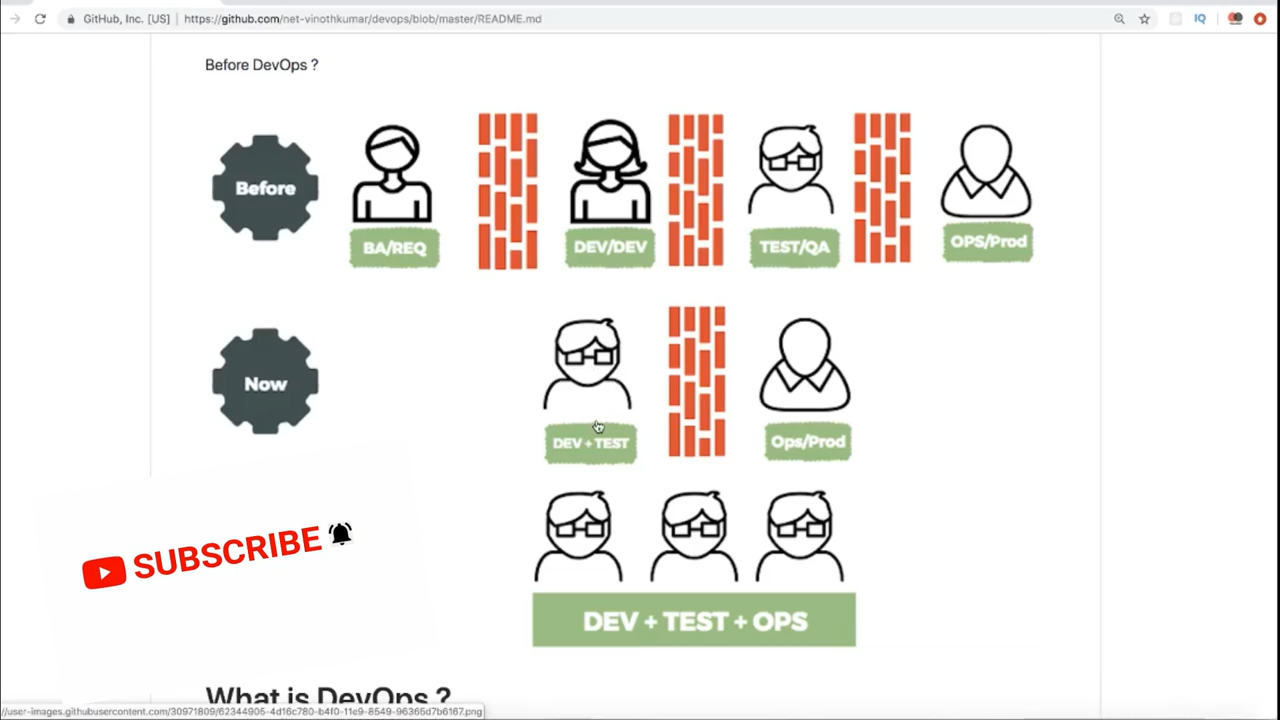 GitHub, Inc. [US] | https://github.com/net-vinothkumar/devops/blob/master/README.md
IQ
Before DevOps ?
Before
BA/REQ
DEV/DEV
TEST/QA
OPS/Prod
Now
DEV + TEST
Ops/Prod
SUBSCRIBE
DEV + TEST + OPS
What is DevOps ?
//user-images.githubusercontent.com/30971809/62344905-4d16c780-b4f0-11e9-8549-96365d7b6167.png